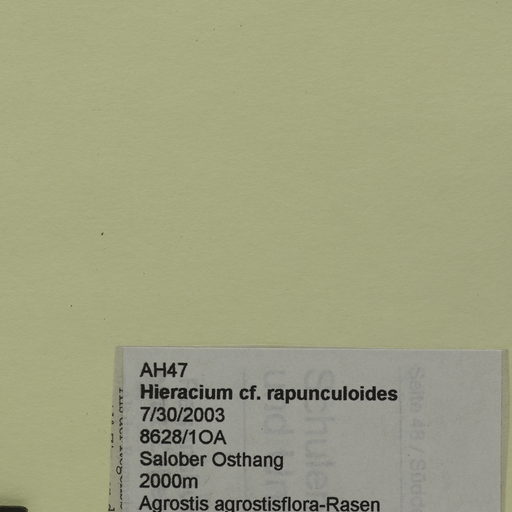 AH47
Hieracium cf. rapunculoides
7/30/2003
8628/1OA
Salober Osthang
2000m
Agrostis agrostisflora-Rasen